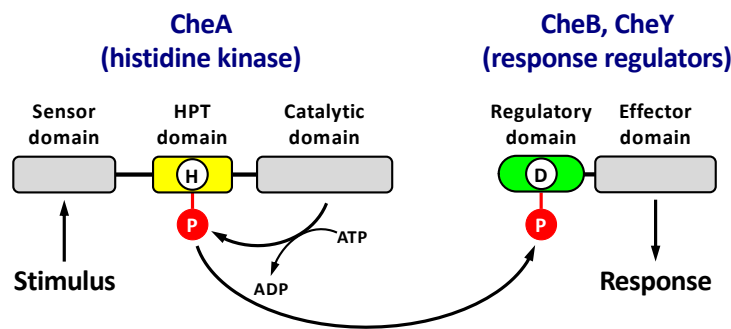 CheA
(histidine kinase)
CheB, CheY
(response regulators)
Sensor
domain
HPT
domain
Catalytic
domain
Regulatory
domain
Effector
domain
H
D
P
P
ATP
ADP
Stimulus
Response